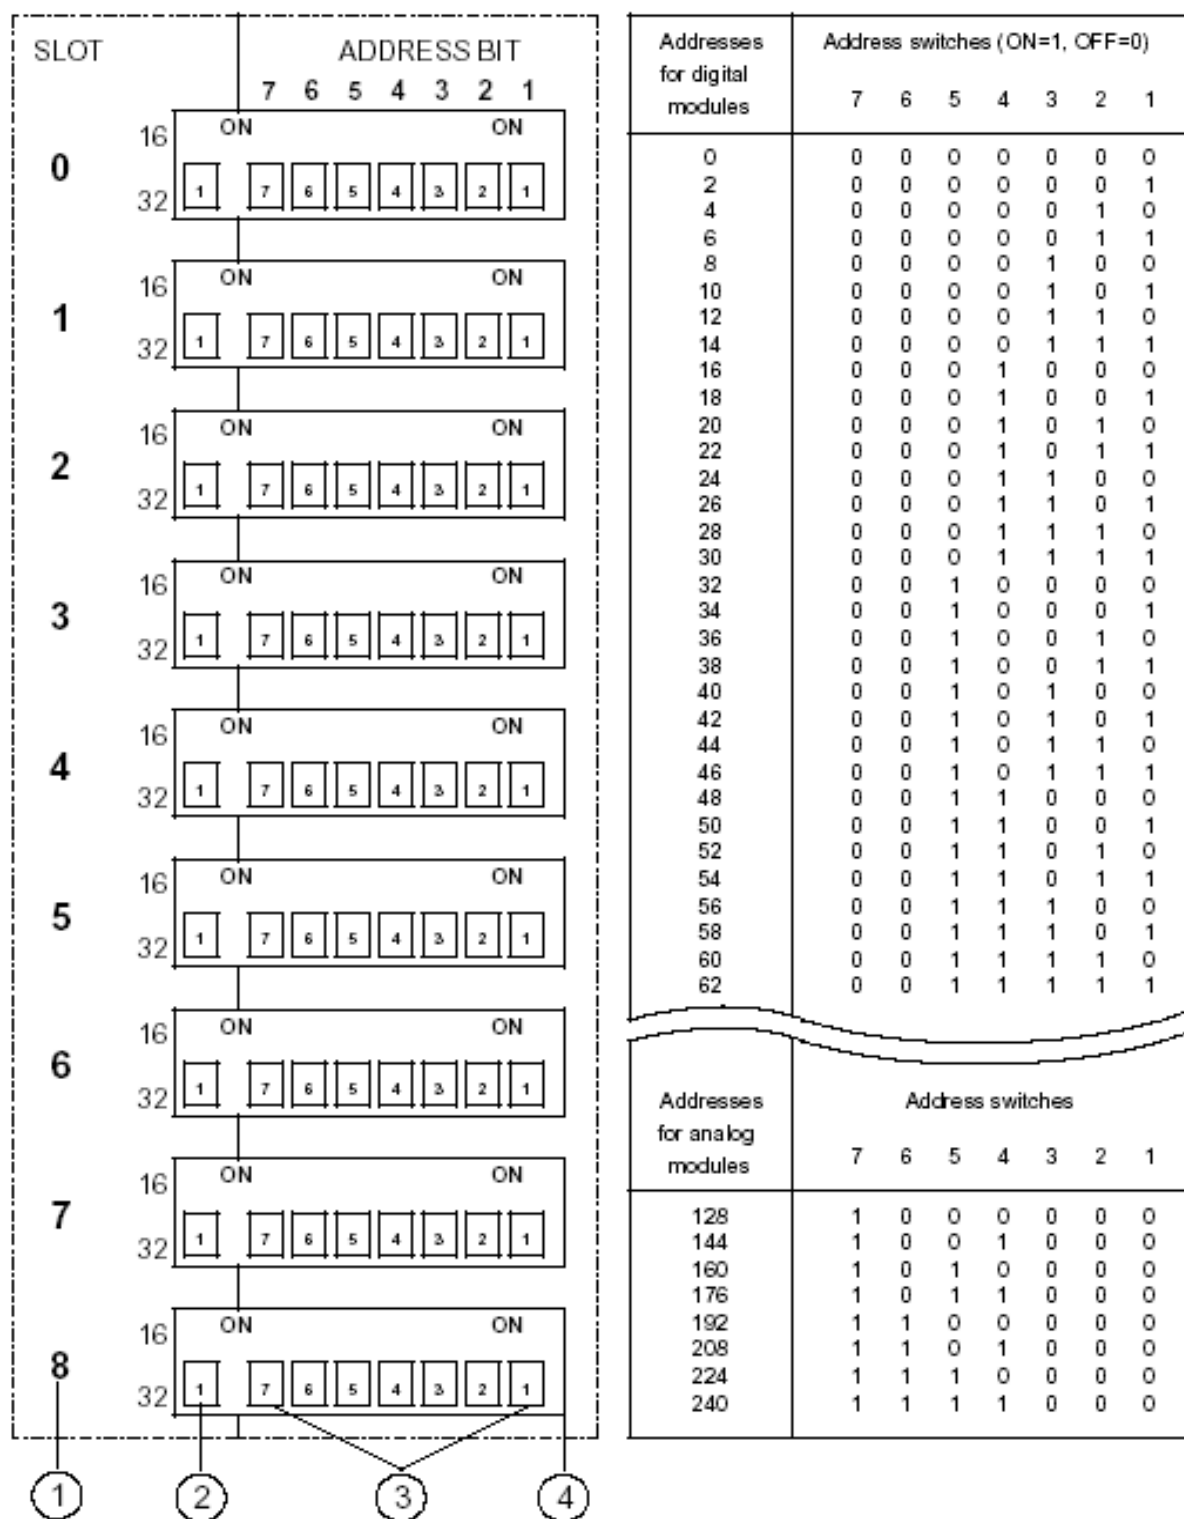 SLOT ADDRESS BIT
7 6 5 4 3 2 1
0
16 ON ON
32 1 7 6 5 4 3 2 1
1
16 ON ON
32 1 7 6 5 4 3 2 1
2
16 ON ON
32 1 7 6 5 4 3 2 1
3
16 ON ON
32 1 7 6 5 4 3 2 1
4
16 ON ON
32 1 7 6 5 4 3 2 1
5
16 ON ON
32 1 7 6 5 4 3 2 1
6
16 ON ON
32 1 7 6 5 4 3 2 1
7
16 ON ON
32 1 7 6 5 4 3 2 1
8
16 ON ON
32 1 7 6 5 4 3 2 1
1 2 3 4
Addresses
for digital
modules
Address switches (ON=1, OFF=0)
7 6 5 4 3 2 1
0 0 0 0 0 0 0 0
2 0 0 0 0 0 0 1
4 0 0 0 0 0 1 0
6 0 0 0 0 0 1 1
8 0 0 0 0 1 0 0
10 0 0 0 0 1 0 1
12 0 0 0 0 1 1 0
14 0 0 0 0 1 1 1
16 0 0 0 1 0 0 0
18 0 0 0 1 0 0 1
20 0 0 0 1 0 1 0
22 0 0 0 1 0 1 1
24 0 0 0 1 1 0 0
26 0 0 0 1 1 0 1
28 0 0 0 1 1 1 0
30 0 0 0 1 1 1 1
32 0 0 1 0 0 0 0
34 0 0 1 0 0 0 1
36 0 0 1 0 0 1 0
38 0 0 1 0 0 1 1
40 0 0 1 0 1 0 0
42 0 0 1 0 1 0 1
44 0 0 1 0 1 1 0
46 0 0 1 0 1 1 1
48 0 0 1 1 0 0 0
50 0 0 1 1 0 0 1
52 0 0 1 1 0 1 0
54 0 0 1 1 0 1 1
56 0 0 1 1 1 0 0
58 0 0 1 1 1 0 1
60 0 0 1 1 1 1 0
62 0 0 1 1 1 1 1
Addresses
for analog
modules
Address switches
7 6 5 4 3 2 1
128 1 0 0 0 0 0 0
144 1 0 0 1 0 0 0
160 1 0 1 0 0 0 0
176 1 0 1 1 0 0 0
192 1 1 0 0 0 0 0
208 1 1 0 1 0 0 0
224 1 1 1 0 0 0 0
240 1 1 1 1 0 0 0